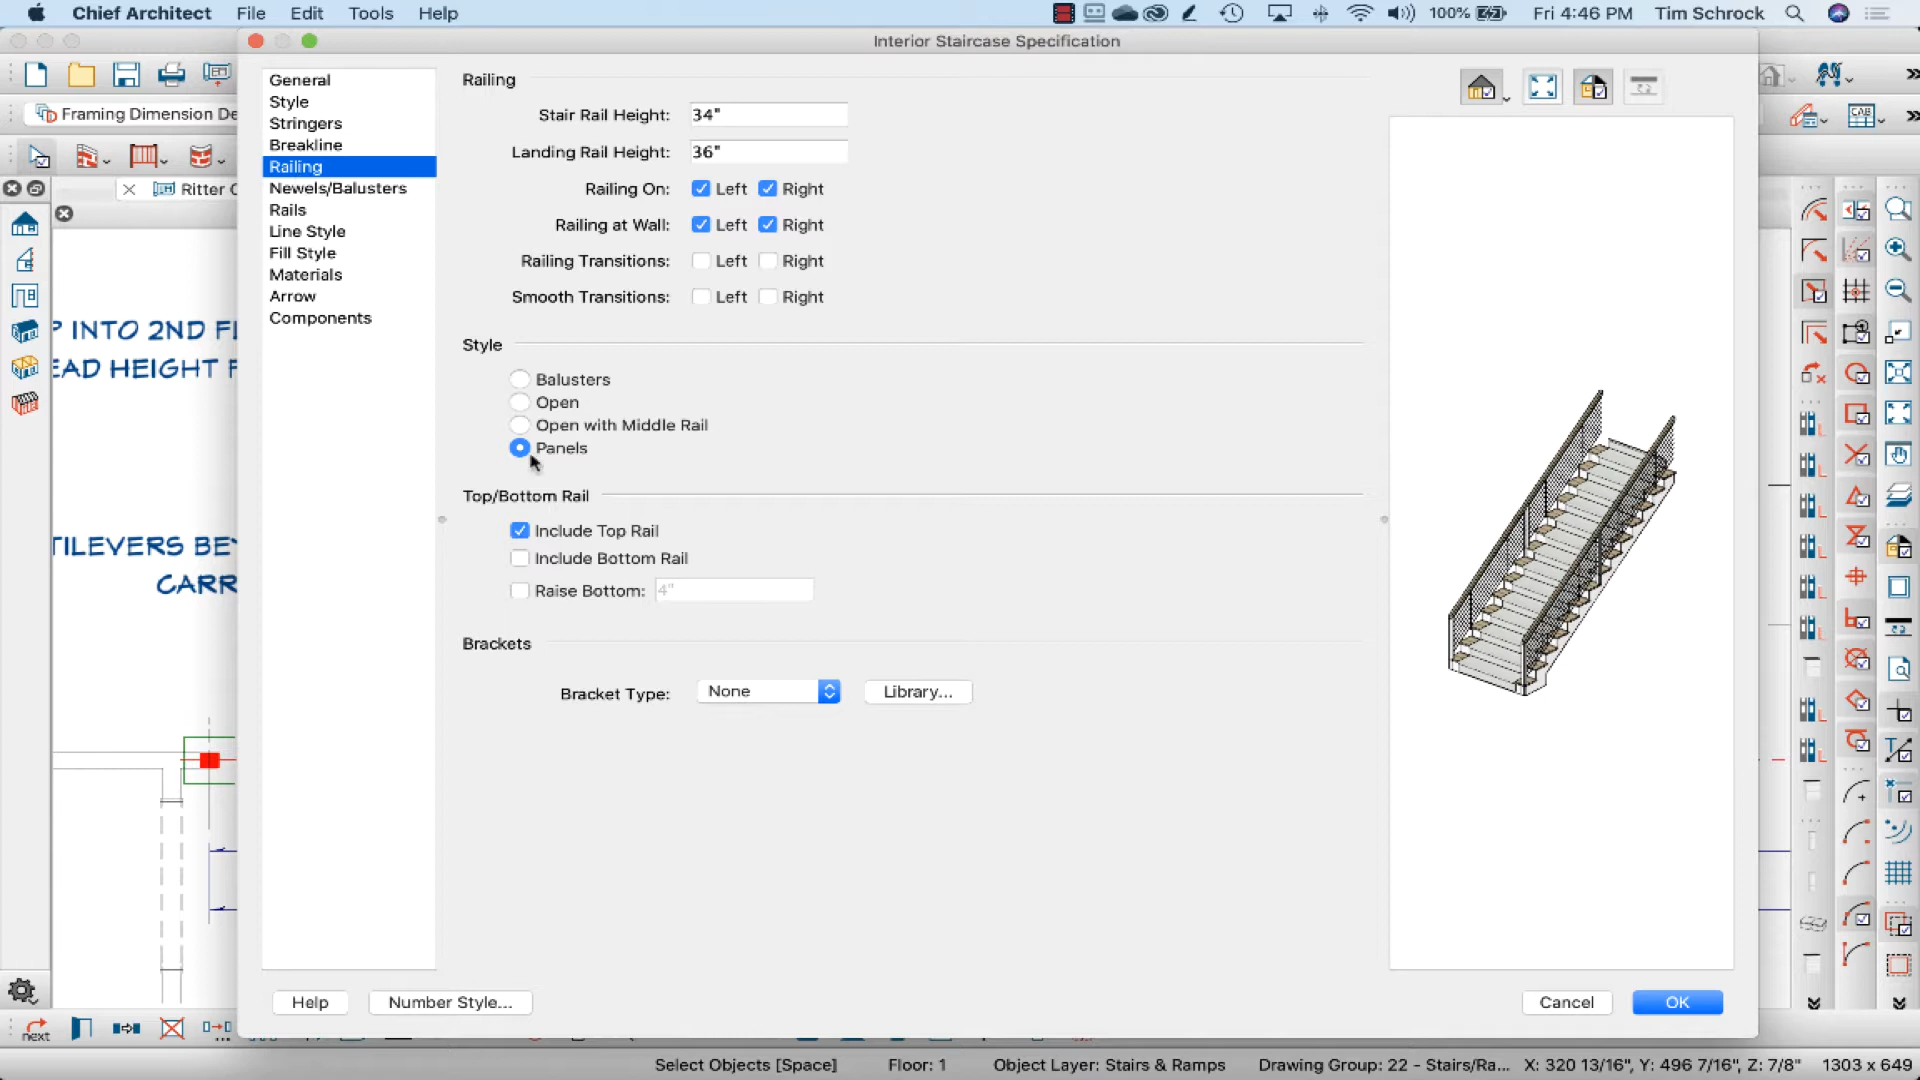 Chief Architect File Edit Tools Help 100% Fri 4:46 PM Tim Schrock
Interior Staircase Specification
Framing Dimension De
Ritter C
P INTO 2ND FL
EAD HEIGHT F
TILEVERS BE
CARR
General
Style
Stringers
Breakline
Railing
Newels/Balusters
Rails
Line Style
Fill Style
Materials
Arrow
Components
Railing
Stair Rail Height: 34"
Landing Rail Height: 36"
Railing On: Left Right
Railing at Wall: Left Right
Railing Transitions: Left Right
Smooth Transitions: Left Right
Style
Balusters
Open
Open with Middle Rail
Panels
Top/Bottom Rail
Include Top Rail
Include Bottom Rail
Raise Bottom: 4"
Brackets
Bracket Type: None Library...
Help Number Style... Cancel OK
next
CAB
Select Objects [Space] Floor: 1 Object Layer: Stairs & Ramps Drawing Group: 22 - Stairs/Ra... X: 320 13/16", Y: 496 7/16", Z: 7/8" 1303 x 649